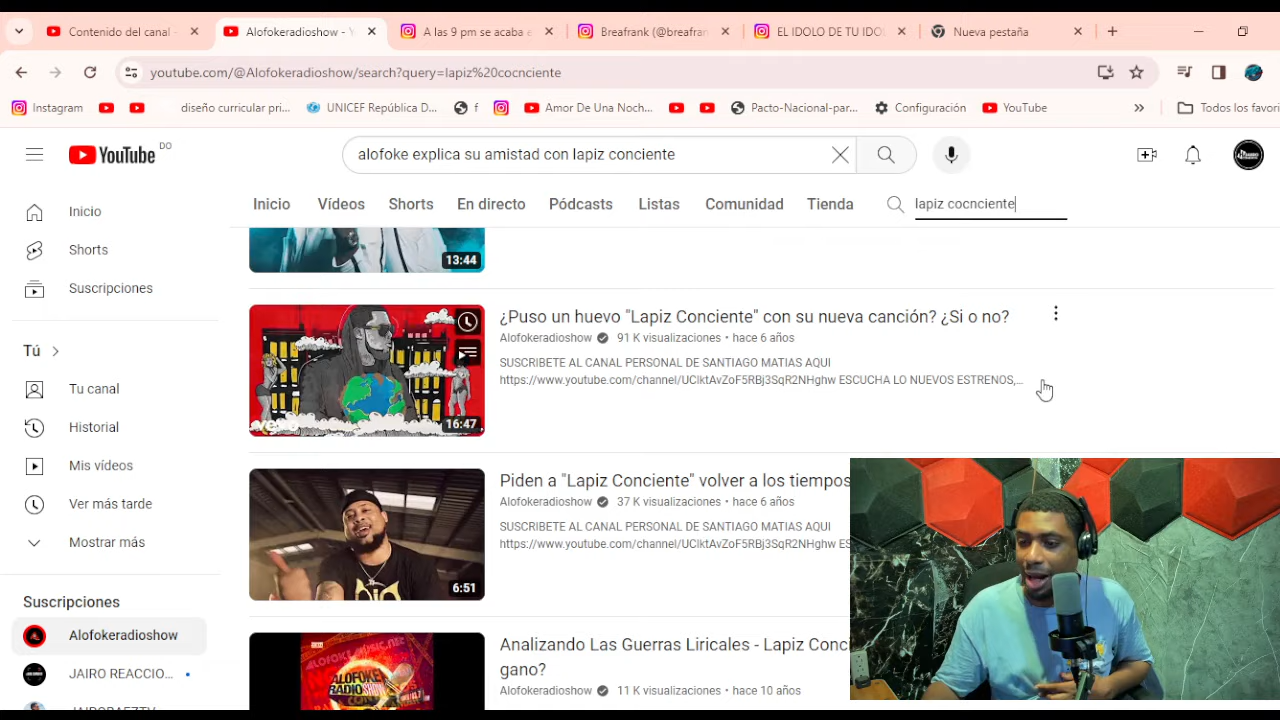 Contenido del canal -
Alofokeradioshow - Y
A las 9 pm se acaba e
Breafrank (@breafran
EL IDOLO DE TU IDO
Nueva pestaña
youtube.com/@Alofokeradioshow/search?query=lapiz%20cocnciente
Instagram
diseño curricular pri...
UNICEF República D...
f
Amor De Una Noch...
Pacto-Nacional-par...
Configuración
YouTube
»
Todos los favori
YouTube
DO
alofoke explica su amistad con lapiz conciente
Inicio
Vídeos
Shorts
En directo
Pódcasts
Listas
Comunidad
Tienda
lapiz cocnciente
Inicio
Shorts
Suscripciones
Tú
Tu canal
Historial
Mis vídeos
Ver más tarde
Mostrar más
Suscripciones
Alofokeradioshow
JAIRO REACCIO...
13:44
¿Puso un huevo "Lapiz Conciente" con su nueva canción? ¿Si o no?
Alofokeradioshow
91 K visualizaciones • hace 6 años
SUSCRIBETE AL CANAL PERSONAL DE SANTIAGO MATIAS AQUI
https://www.youtube.com/channel/UClktAvZoF5RBj3SqR2NHghw ESCUCHA LO NUEVOS ESTRENOS,...
16:47
Piden a "Lapiz Conciente" volver a los tiempos
Alofokeradioshow
37 K visualizaciones • hace 6 años
SUSCRIBETE AL CANAL PERSONAL DE SANTIAGO MATIAS AQUI
https://www.youtube.com/channel/UClktAvZoF5RBj3SqR2NHghw ES
6:51
Analizando Las Guerras Liricales - Lapiz Conci
gano?
Alofokeradioshow
11 K visualizaciones • hace 10 años
ALOFOKEMUSIC.NET
ALOFOKE
RADIOSHOW